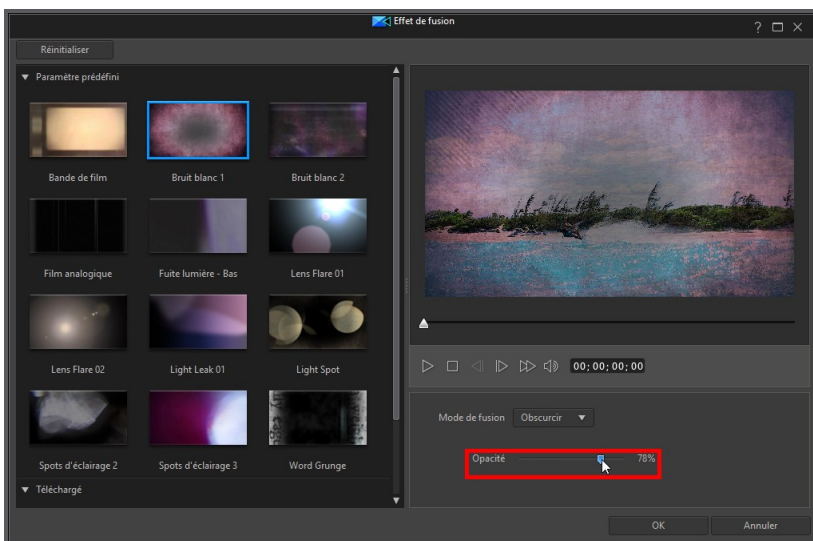 Effet de fusion
Réinitialiser
Paramètre prédéfini
Bande de film
Bruit blanc 1
Bruit blanc 2
Film analogique
Fuite lumière - Bas
Lens Flare 01
Lens Flare 02
Light Leak 01
Light Spot
Spots d'éclairage 2
Spots d'éclairage 3
Word Grunge
Téléchargé
00; 00; 00; 00
Mode de fusion Obscurcir
Opacité 78%
OK Annuler